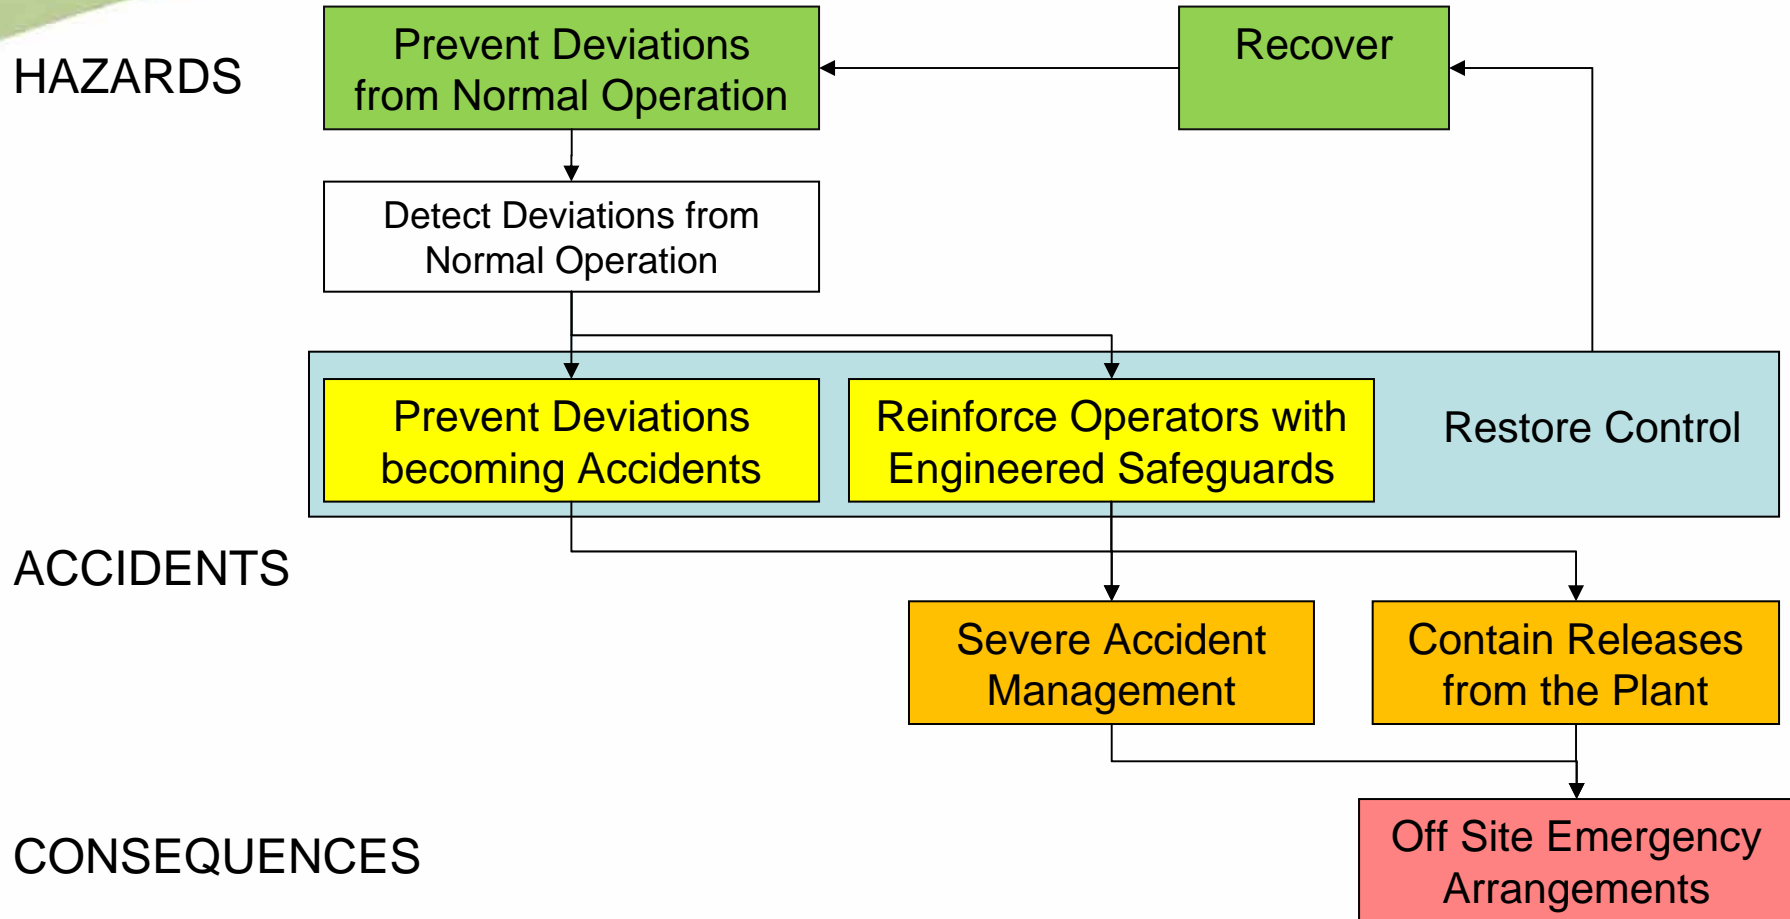 HAZARDS
Prevent Deviations
from Normal Operation
Recover
Detect Deviations from
Normal Operation
Prevent Deviations
becoming Accidents
Reinforce Operators with
Engineered Safeguards
Restore Control
ACCIDENTS
Severe Accident
Management
Contain Releases
from the Plant
CONSEQUENCES
Off Site Emergency
Arrangements